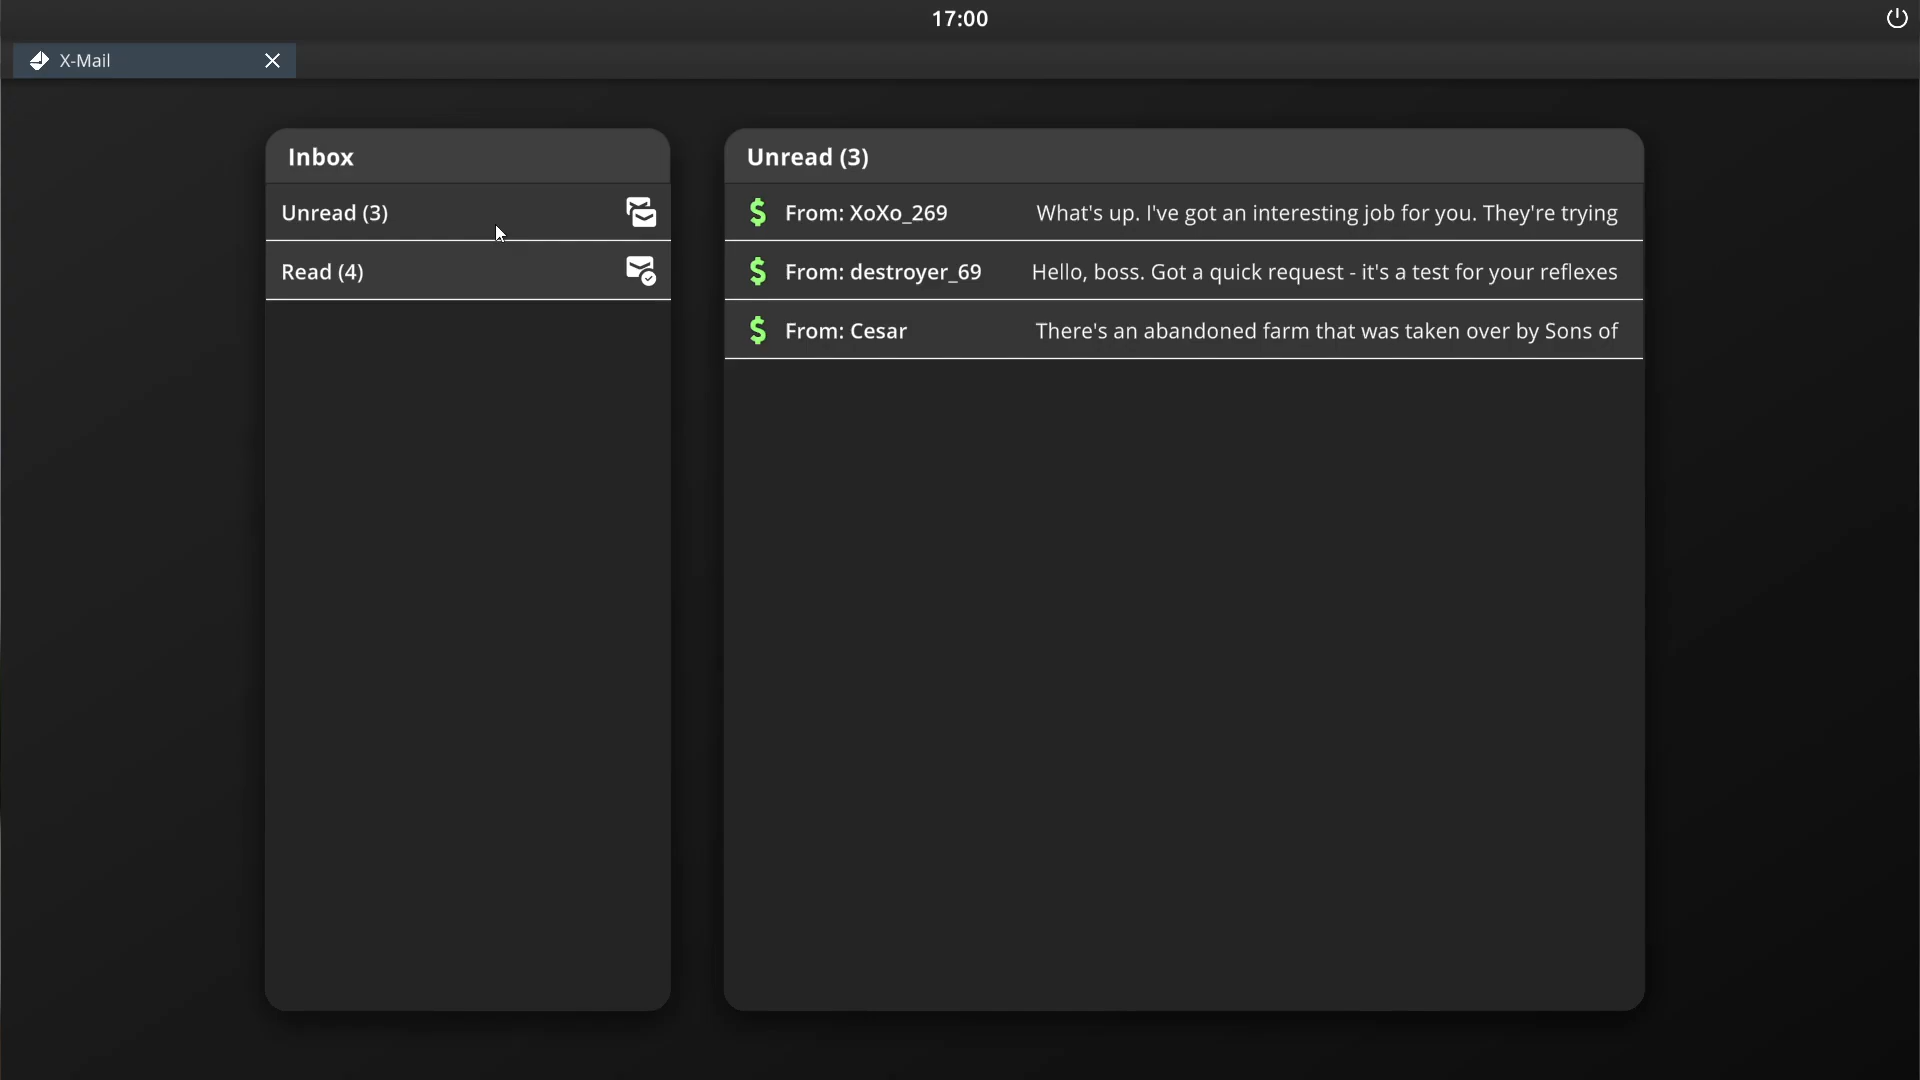 17:00
X-Mail
Inbox
Unread (3)
Read (4)
Unread (3)
From: XoXo_269 What's up. I've got an interesting job for you. They're trying
From: destroyer_69 Hello, boss. Got a quick request - it's a test for your reflexes
From: Cesar There's an abandoned farm that was taken over by Sons of